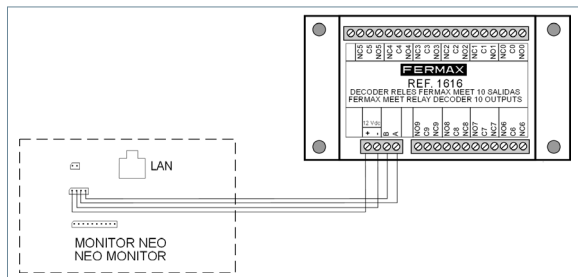 NC5 C5 NO5 NC4 C4 NO4 NC3 C3 NO3 NC2 C2 NO2 NC1 C1 NO1 NC0 C0 NO0
FERMAX
REF. 1616
DECODER RELES FERMAX MEET 10 SALIDAS
FERMAX MEET RELAY DECODER 10 OUTPUTS
12 Vdc
+ - B A NO9 C9 NC9 NO8 C8 NC8 NO7 C7 NC7 NO6 C6 NC6
LAN
MONITOR NEO
NEO MONITOR